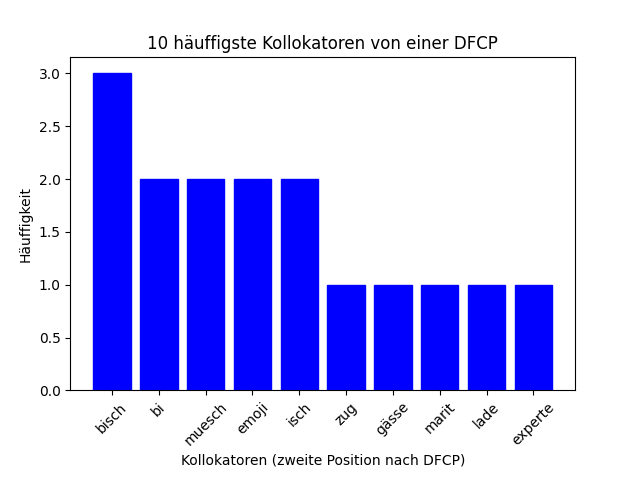 10 häuffigste Kollokatoren von einer DFCP
Häuffigkeit
3.0
2.5
2.0
1.5
1.0
0.5
0.0
bisch
bi
muesch
emoji
isch
zug
gässe
marit
lade
experte
Kollokatoren (zweite Position nach DFCP)